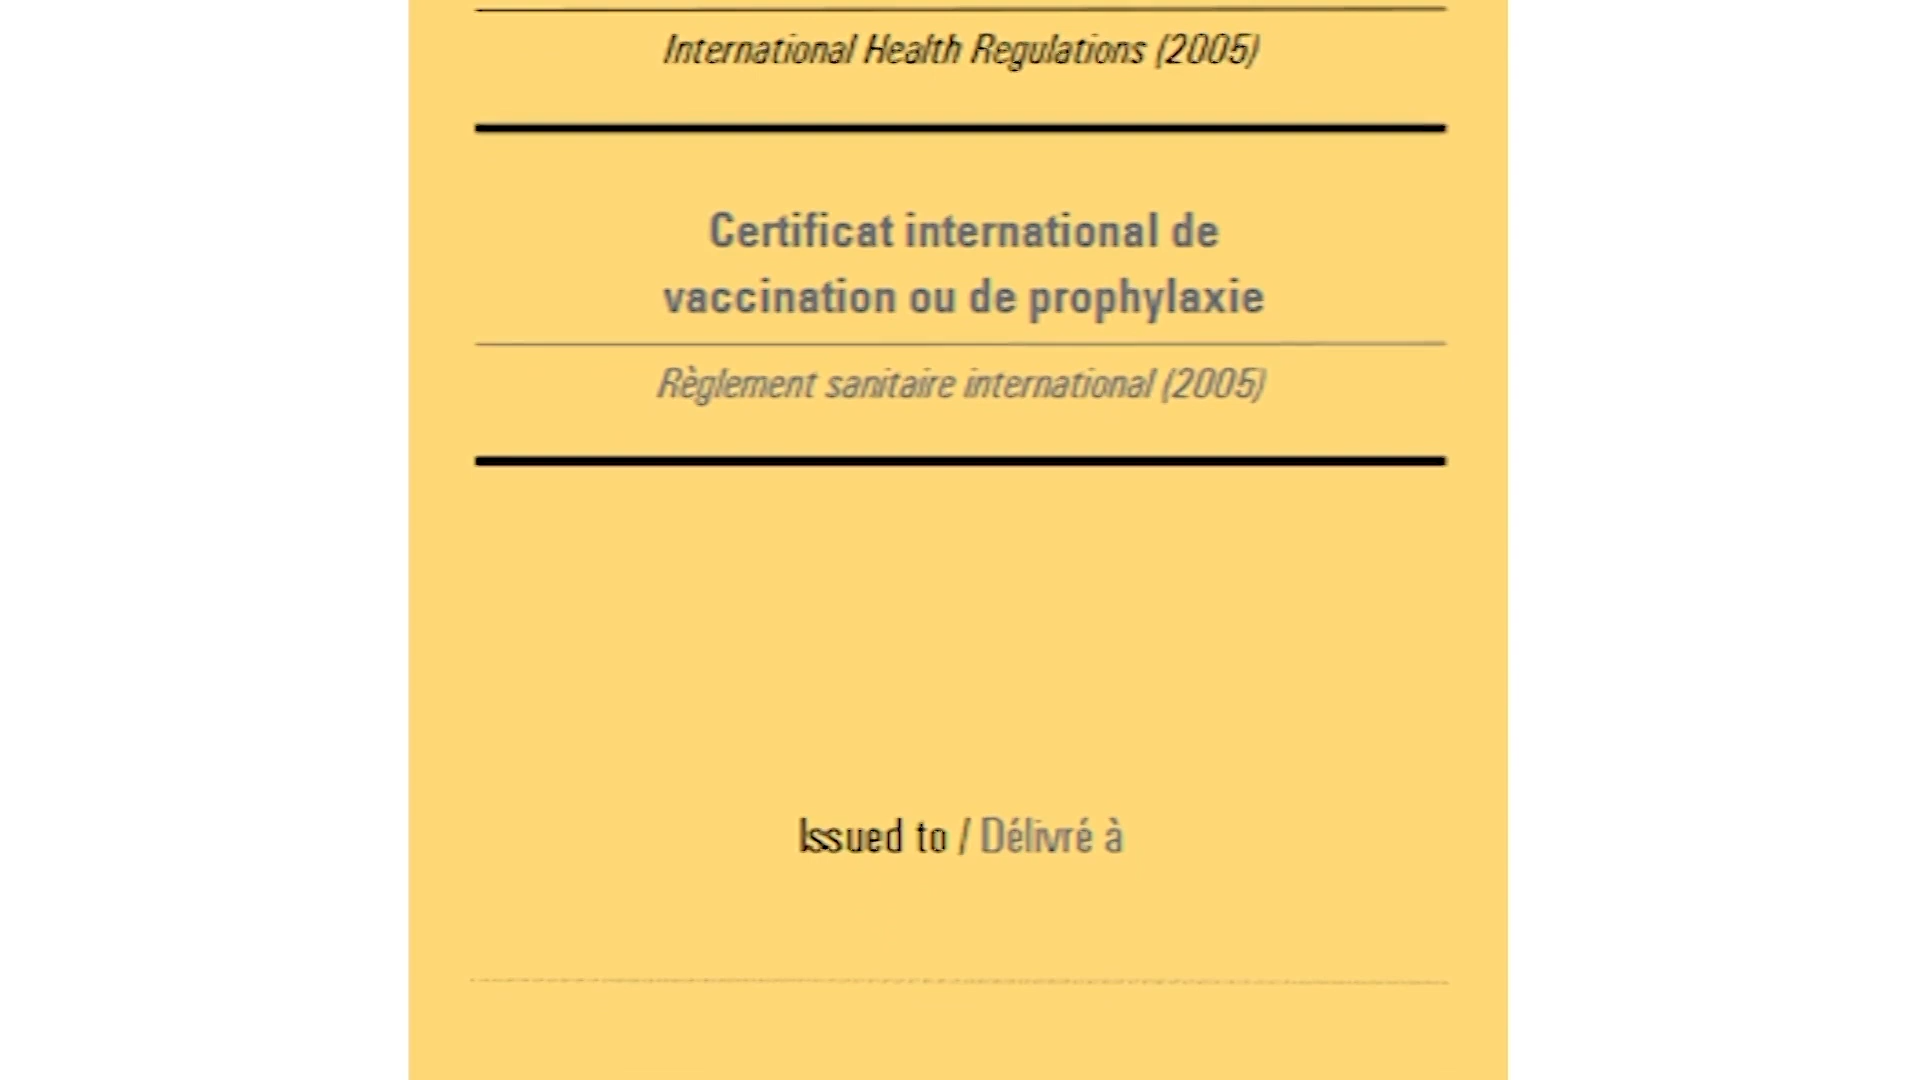 International Health Regulations (2005)
Certificat international de
vaccination ou de prophylaxie
Règlement sanitaire international (2005)
Issued to / Délivré à